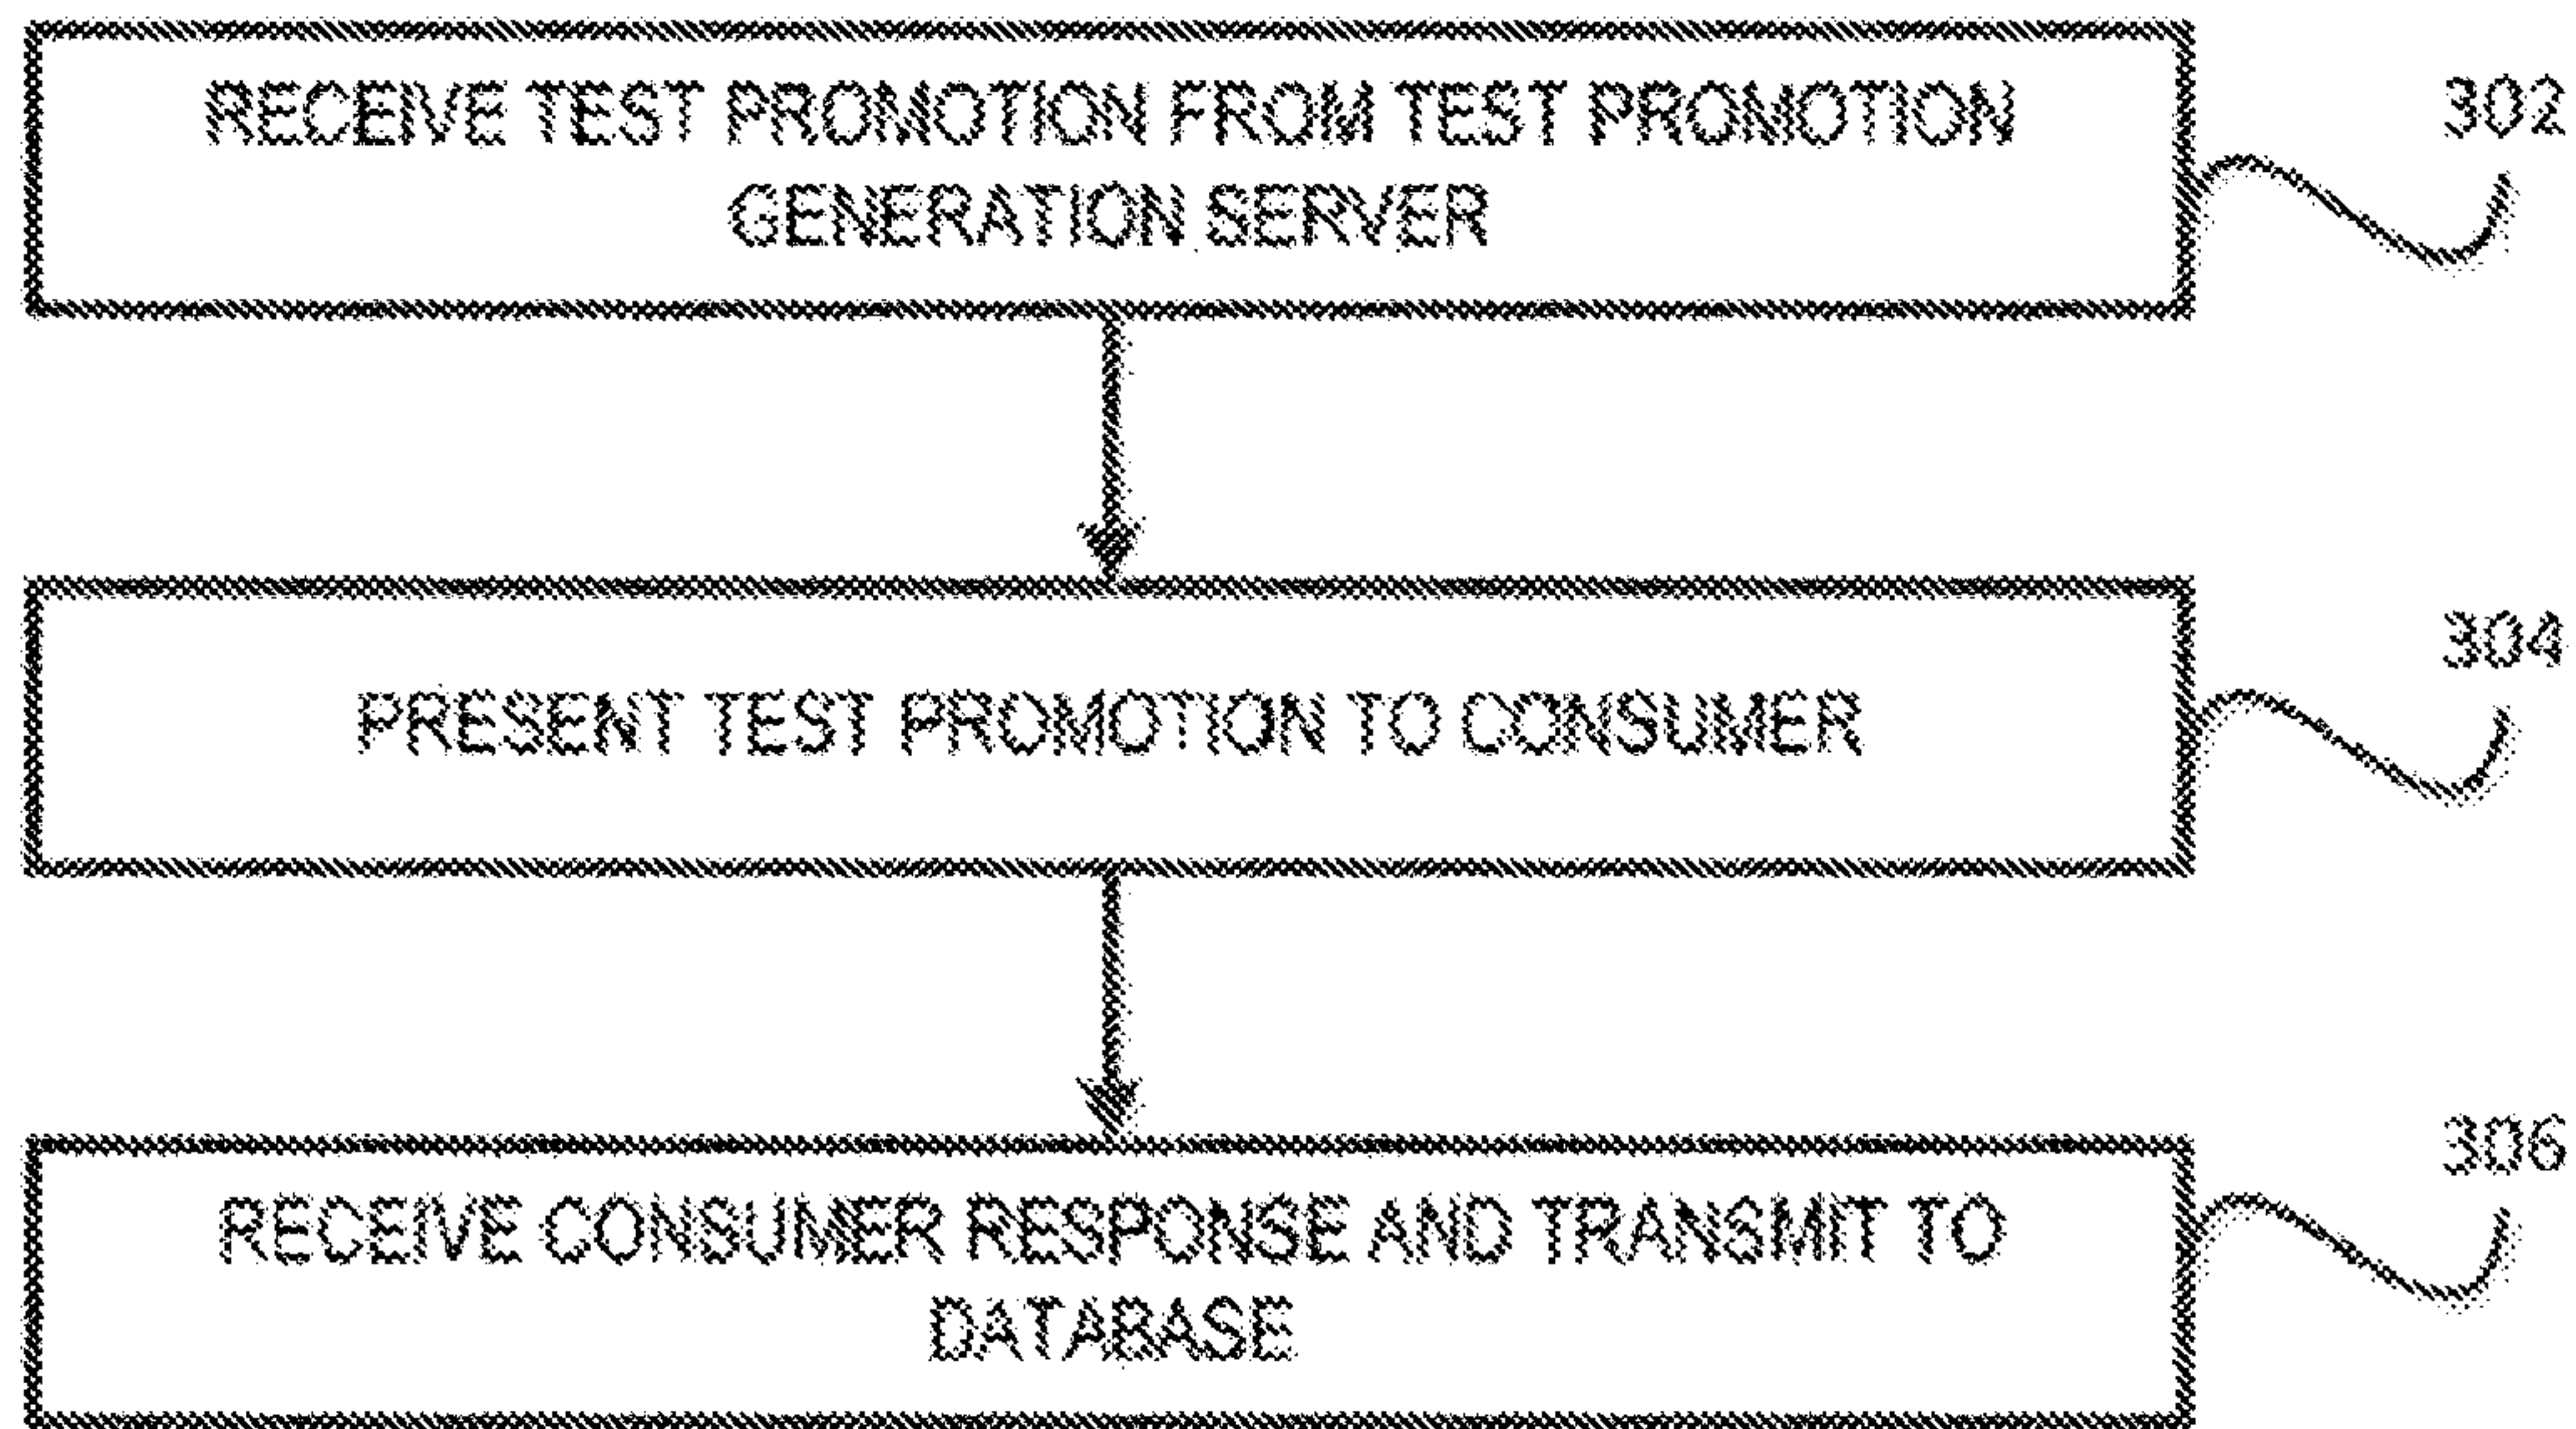 RECEIVE TEST PROMOTION FROM TEST PROMOTION
GENERATION SERVER
302
PRESENT TEST PROMOTION TO CONSUMER
304
RECEIVE CONSUMER RESPONSE AND TRANSMIT TO
DATABASE
306